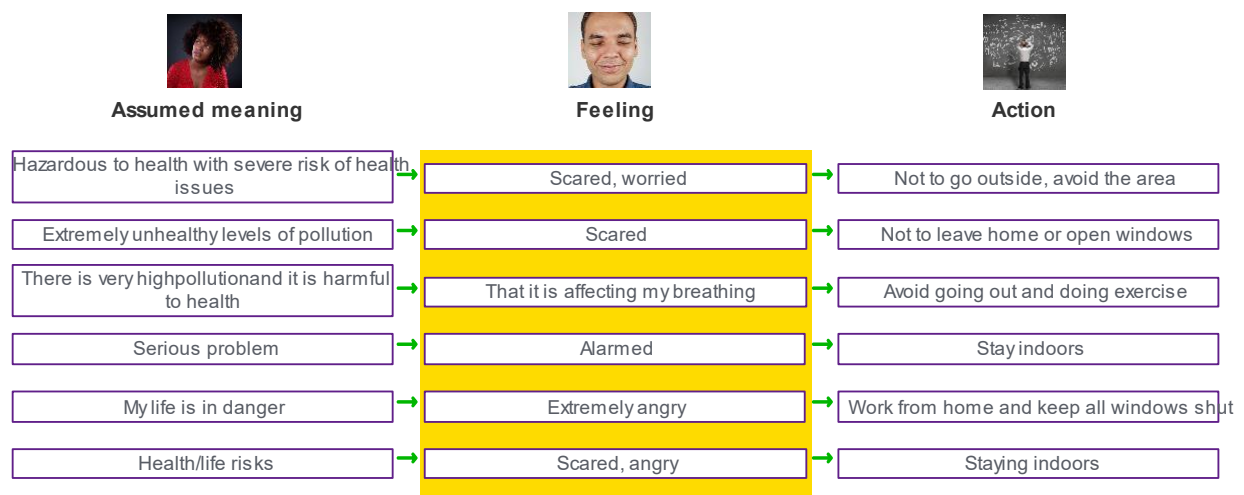 Assumed meaning
Feeling
Action
Hazardous to health with severe risk of health
issues
Scared, worried
Not to go outside, avoid the area
Extremely unhealthy levels of pollution
Scared
Not to leave home or open windows
There is very highpollutionand it is harmful
to health
That it is affecting my breathing
Avoid going out and doing exercise
Serious problem
Alarmed
Stay indoors
My life is in danger
Extremely angry
Work from home and keep all windows shut
Health/life risks
Scared, angry
Staying indoors